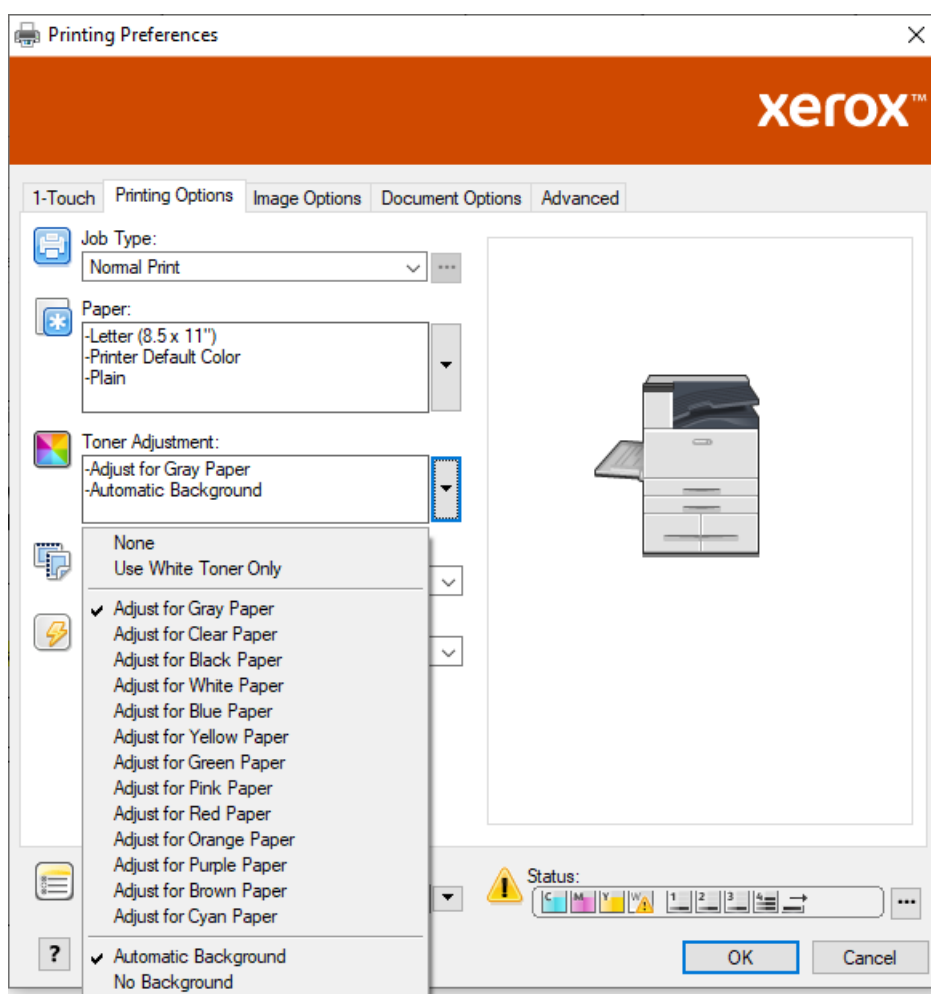 Printing Preferences
xerox™
1-Touch Printing Options Image Options Document Options Advanced
Job Type:
Normal Print
Paper:
-Letter (8.5 x 11")
-Printer Default Color
-Plain
Toner Adjustment:
-Adjust for Gray Paper
-Automatic Background
None
Use White Toner Only
Adjust for Gray Paper
Adjust for Clear Paper
Adjust for Black Paper
Adjust for White Paper
Adjust for Blue Paper
Adjust for Yellow Paper
Adjust for Green Paper
Adjust for Pink Paper
Adjust for Red Paper
Adjust for Orange Paper
Adjust for Purple Paper
Adjust for Brown Paper
Adjust for Cyan Paper
Automatic Background
No Background
Status:
C M Y W 1 2 3 4
? OK Cancel